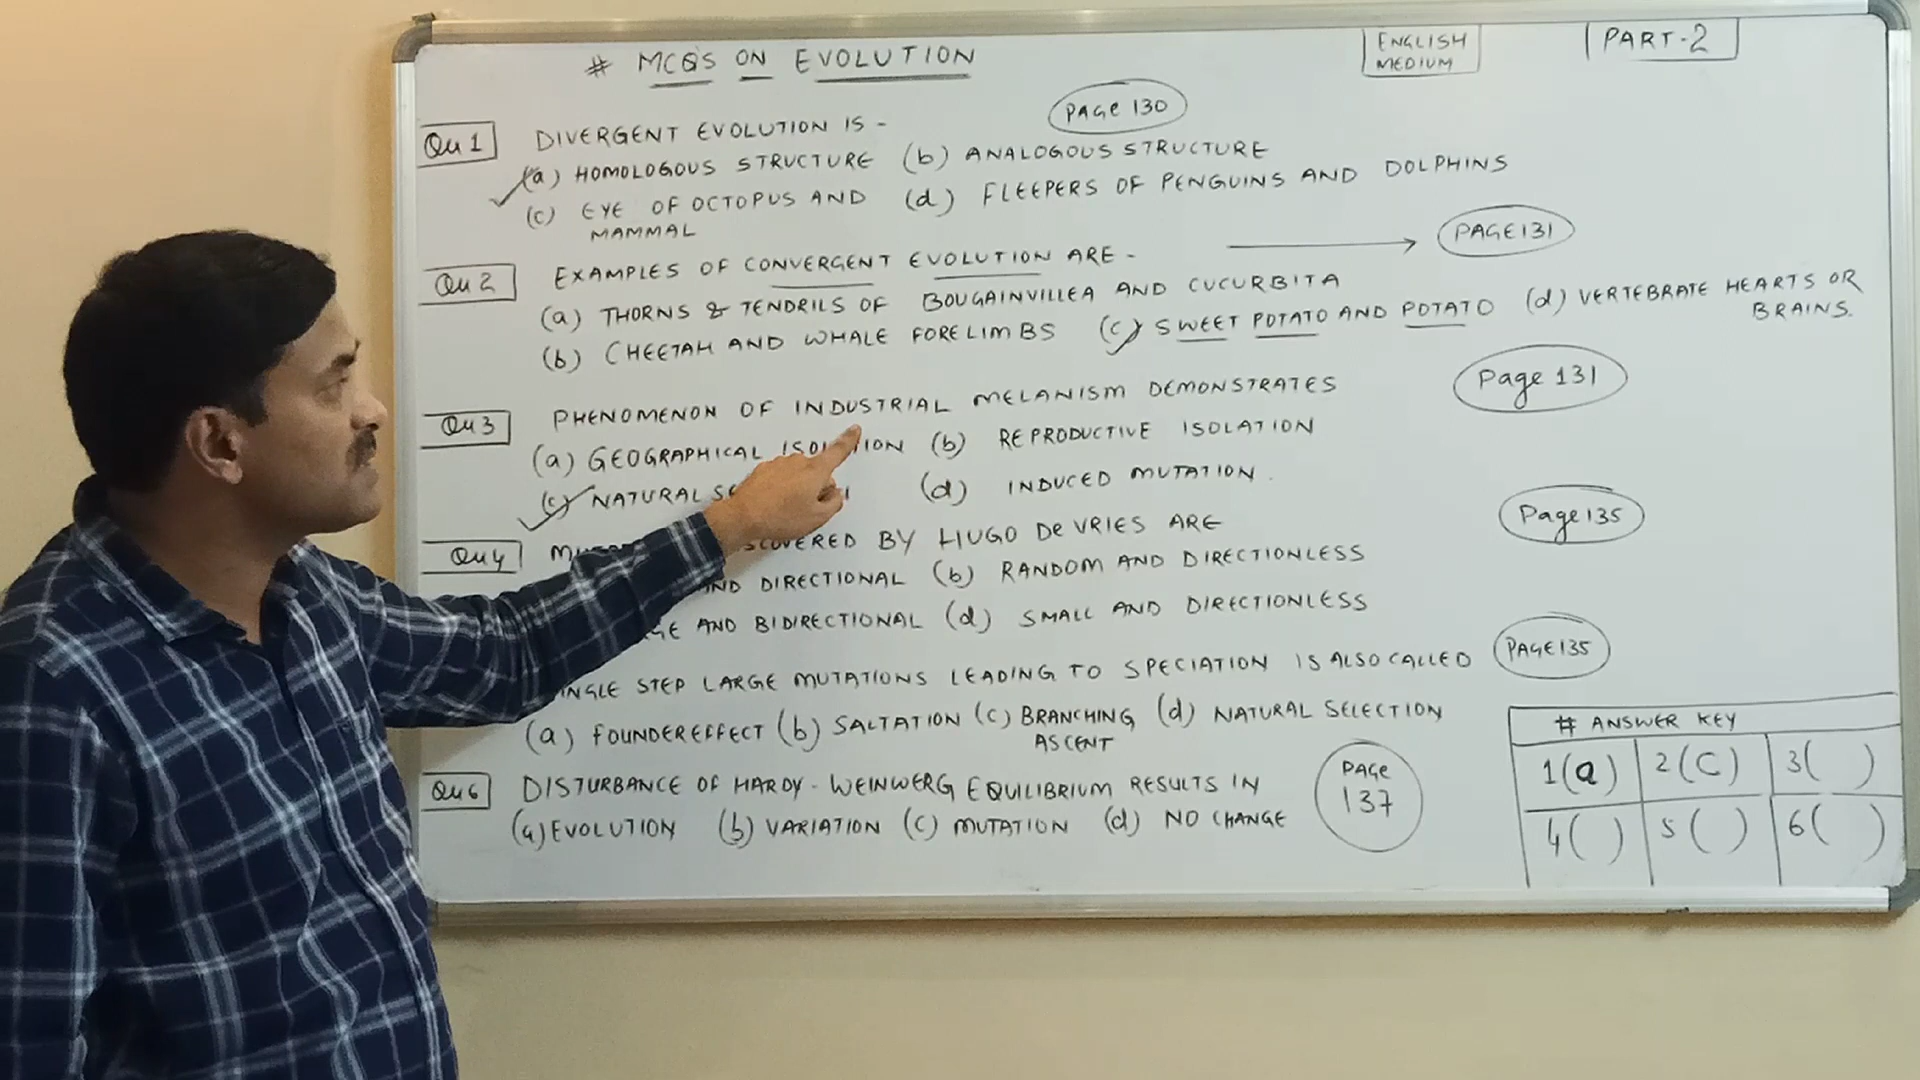 # MCQ'S ON EVOLUTION
ENGLISH MEDIUM
PART-2
Qu 1 DIVERGENT EVOLUTION IS -
PAGE 130
(a) HOMOLOGOUS STRUCTURE (b) ANALOGOUS STRUCTURE
(c) EYE OF OCTOPUS AND MAMMAL (d) FLEEPERS OF PENGUINS AND DOLPHINS
Qu 2 EXAMPLES OF CONVERGENT EVOLUTION ARE -
PAGE 131
(a) THORNS & TENDRILS OF BOUGAINVILLEA AND CUCURBITA
(b) CHEETAH AND WHALE FORELIMBS (c) SWEET POTATO AND POTATO (d) VERTEBRATE HEARTS OR BRAINS.
Qu 3 PHENOMENON OF INDUSTRIAL MELANISM DEMONSTRATES
Page 131
(a) GEOGRAPHICAL (b) REPRODUCTIVE ISOLATION
(c) NATURAL (d) INDUCED MUTATION.
Qu 4 BY HUGO DE VRIES ARE
Page 135
AND DIRECTIONAL (b) RANDOM AND DIRECTIONLESS
AND BIDIRECTIONAL (d) SMALL AND DIRECTIONLESS
STEP LARGE MUTATIONS LEADING TO SPECIATION IS ALSO CALLED
PAGE 135
(a) FOUNDER EFFECT (b) SALTATION (c) BRANCHING ASCENT (d) NATURAL SELECTION
Qu 6 DISTURBANCE OF HARDY-WEINWERG EQUILIBRIUM RESULTS IN
PAGE 137
(a) EVOLUTION (b) VARIATION (c) MUTATION (d) NO CHANGE
# ANSWER KEY
1(a) 2(C) 3( )
4( ) 5( ) 6( )